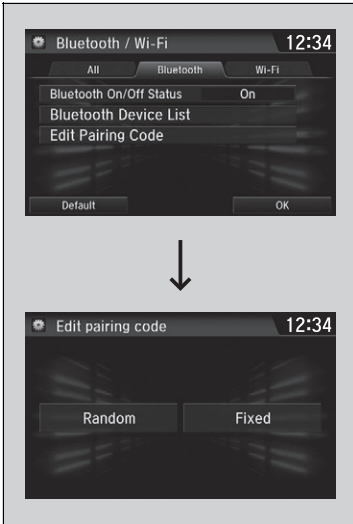 Bluetooth / Wi-Fi 12:34
All Bluetooth Wi-Fi
Bluetooth On/Off Status On
Bluetooth Device List
Edit Pairing Code
Default OK
Edit pairing code 12:34
Random Fixed